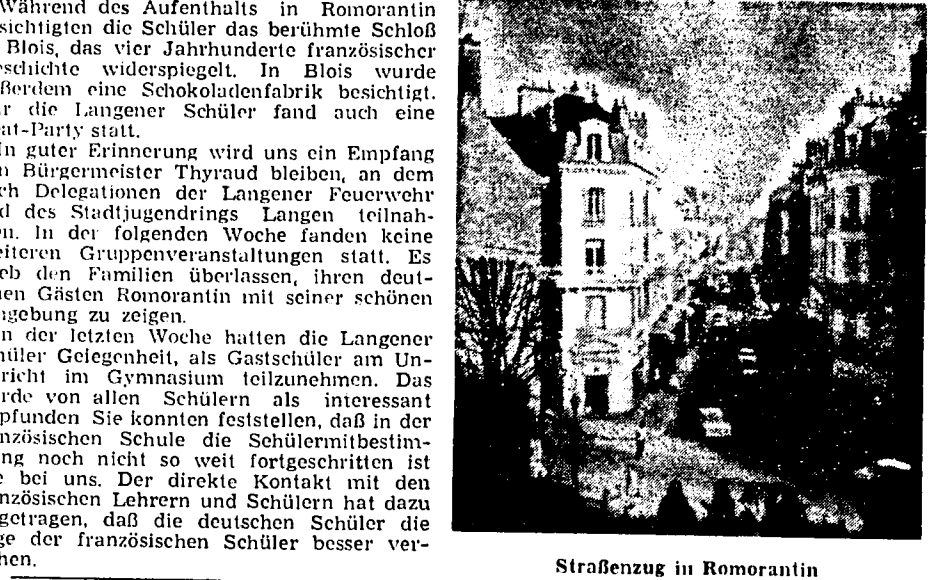 Während des Aufenthalts in Romorantin
sichtigten die Schüler das berühmte Schloß
Blois, das vier Jahrhunderte französischer
schichte widerspiegelt. In Blois wurde
ßerdem eine Schokoladenfabrik besichtigt.
r die Langener Schüler fand auch eine
at-Party statt.
In guter Erinnerung wird uns ein Empfang
n Bürgermeister Thyraud bleiben, an dem
ch Delegationen der Langener Feuerwehr
d des Stadtjugendrings Langen teilnah-
n. In der folgenden Woche fanden keine
eiteren Gruppenveranstaltungen statt. Es
eb den Familien überlassen, ihren deut-
en Gästen Romorantin mit seiner schönen
gebung zu zeigen.
n der letzten Woche hatten die Langener
hüler Gelegenheit, als Gastschüler am Un-
richt im Gymnasium teilzunehmen. Das
rde von allen Schülern als interessant
pfunden Sie konnten feststellen, daß in der
nzösischen Schule die Schülermitbestim-
ng noch nicht so weit fortgeschritten ist
e bei uns. Der direkte Kontakt mit den
nzösischen Lehrern und Schülern hat dazu
getragen, daß die deutschen Schüler die
ge der französischen Schüler besser ver-
hen.
Straßenzug in Romorantin